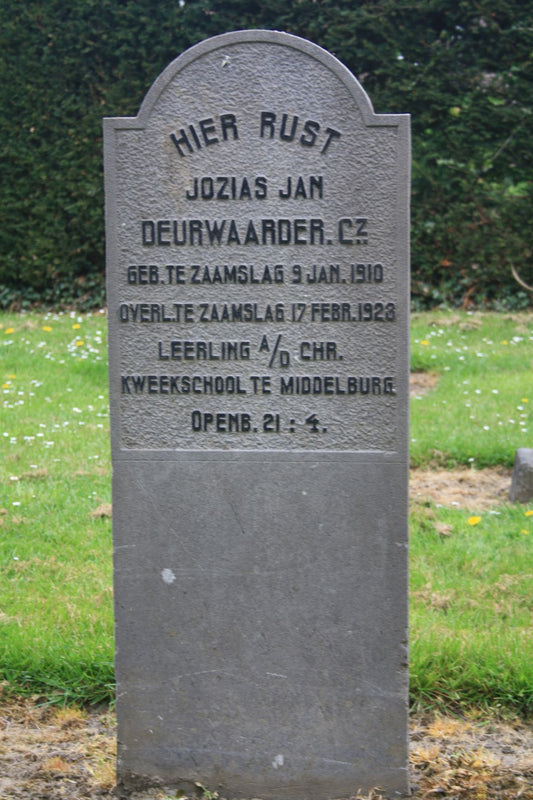 HIER RUST
JOZIAS JAN
DEURWAARDER. CZ.
GEB. TE ZAAMSLAG 9 JAN. 1910
OVERL. TE ZAAMSLAG 17 FEBR. 1923
LEERLING A/D CHR.
KWEEKSCHOOL TE MIDDELBURG.
OPENB. 21 : 4.